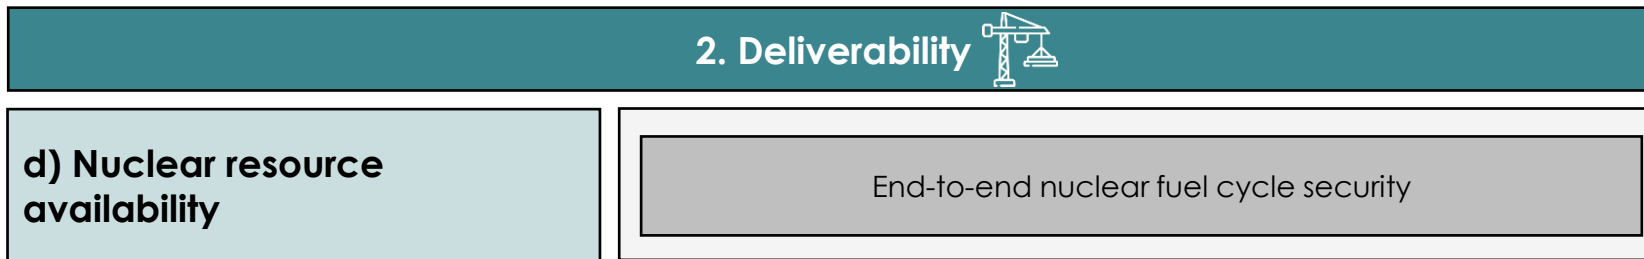 2. Deliverability
d) Nuclear resource
availability
End-to-end nuclear fuel cycle security